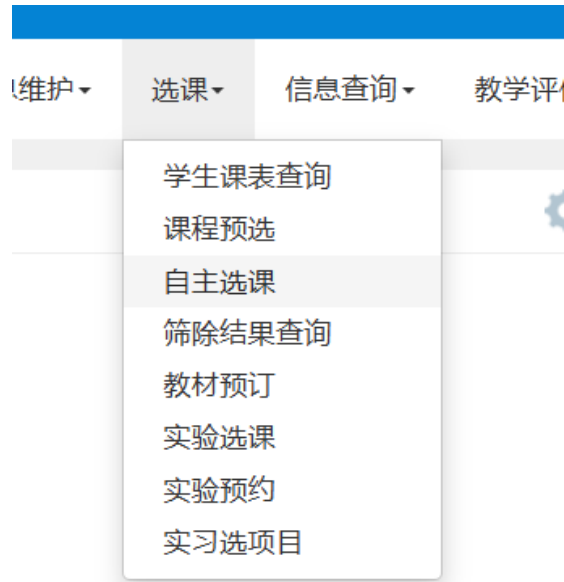 维护 选课 信息查询 教学评
学生课表查询
课程预选
自主选课
筛除结果查询
教材预订
实验选课
实验预约
实习选项目